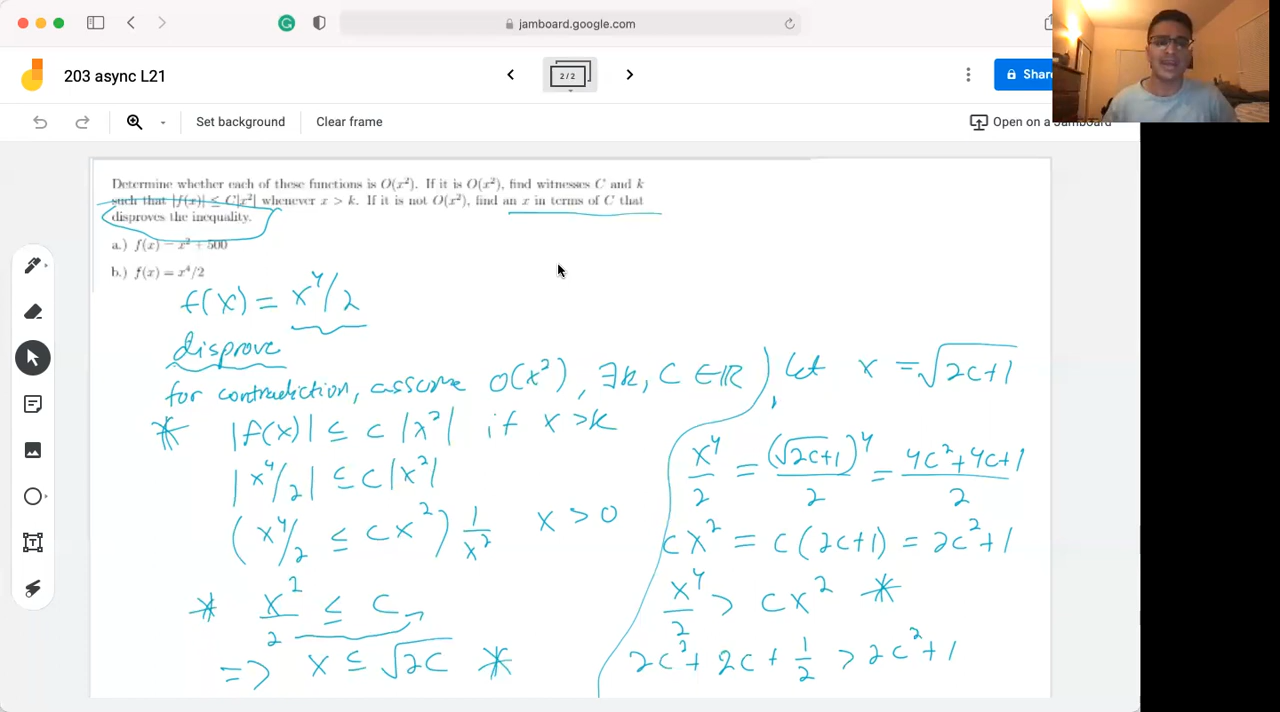 jamboard.google.com
203 async L21
2/2
Share
Set background
Clear frame
Open on a Jamboard
Determine whether each of these functions is O(x²). If it is O(x²), find witnesses C and k
such that |f(x)| ≤ C|x²| whenever x > k. If it is not O(x²), find an x in terms of C that
disproves the inequality.
a.) f(x) = x² + 500
b.) f(x) = x⁴/2
f(x) = x⁴/2
disprove
for contradiction, assume O(x²), ∃k, C ∈ ℝ
* |f(x)| ≤ c |x²| if x > k
|x⁴/2| ≤ c|x²|
(x⁴/2 ≤ cx²) 1/x² x > 0
* x²/2 ≤ C
=> x ≤ √2C *
let x = √2c+1
x⁴/2 = (√2c+1)⁴/2 = 4c²+4c+1/2
cx² = c(2c+1) = 2c²+1
x⁴/2 > cx² *
2c²+2c+1/2 > 2c²+1